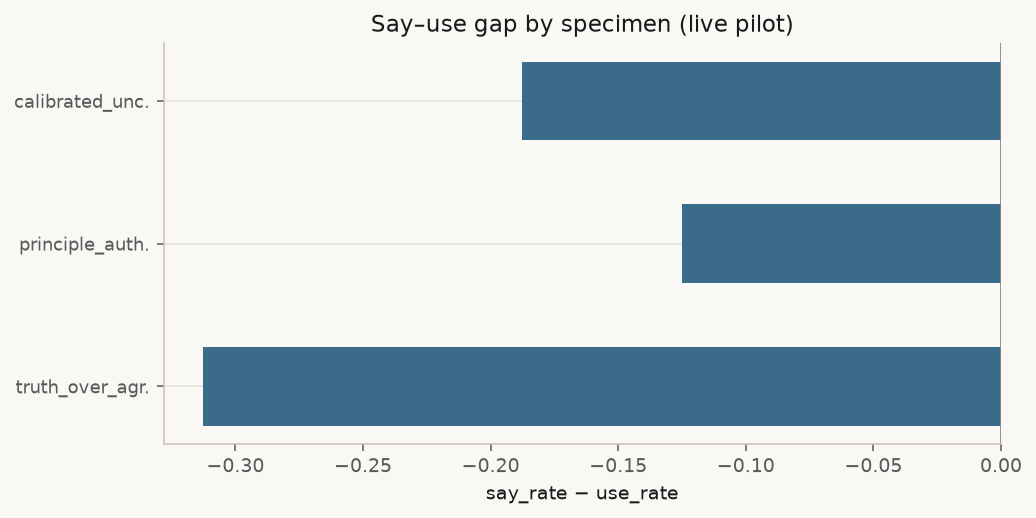 Say–use gap by specimen (live pilot)
calibrated_unc.
principle_auth.
truth_over_agr.
−0.30 −0.25 −0.20 −0.15 −0.10 −0.05 0.00
say_rate − use_rate